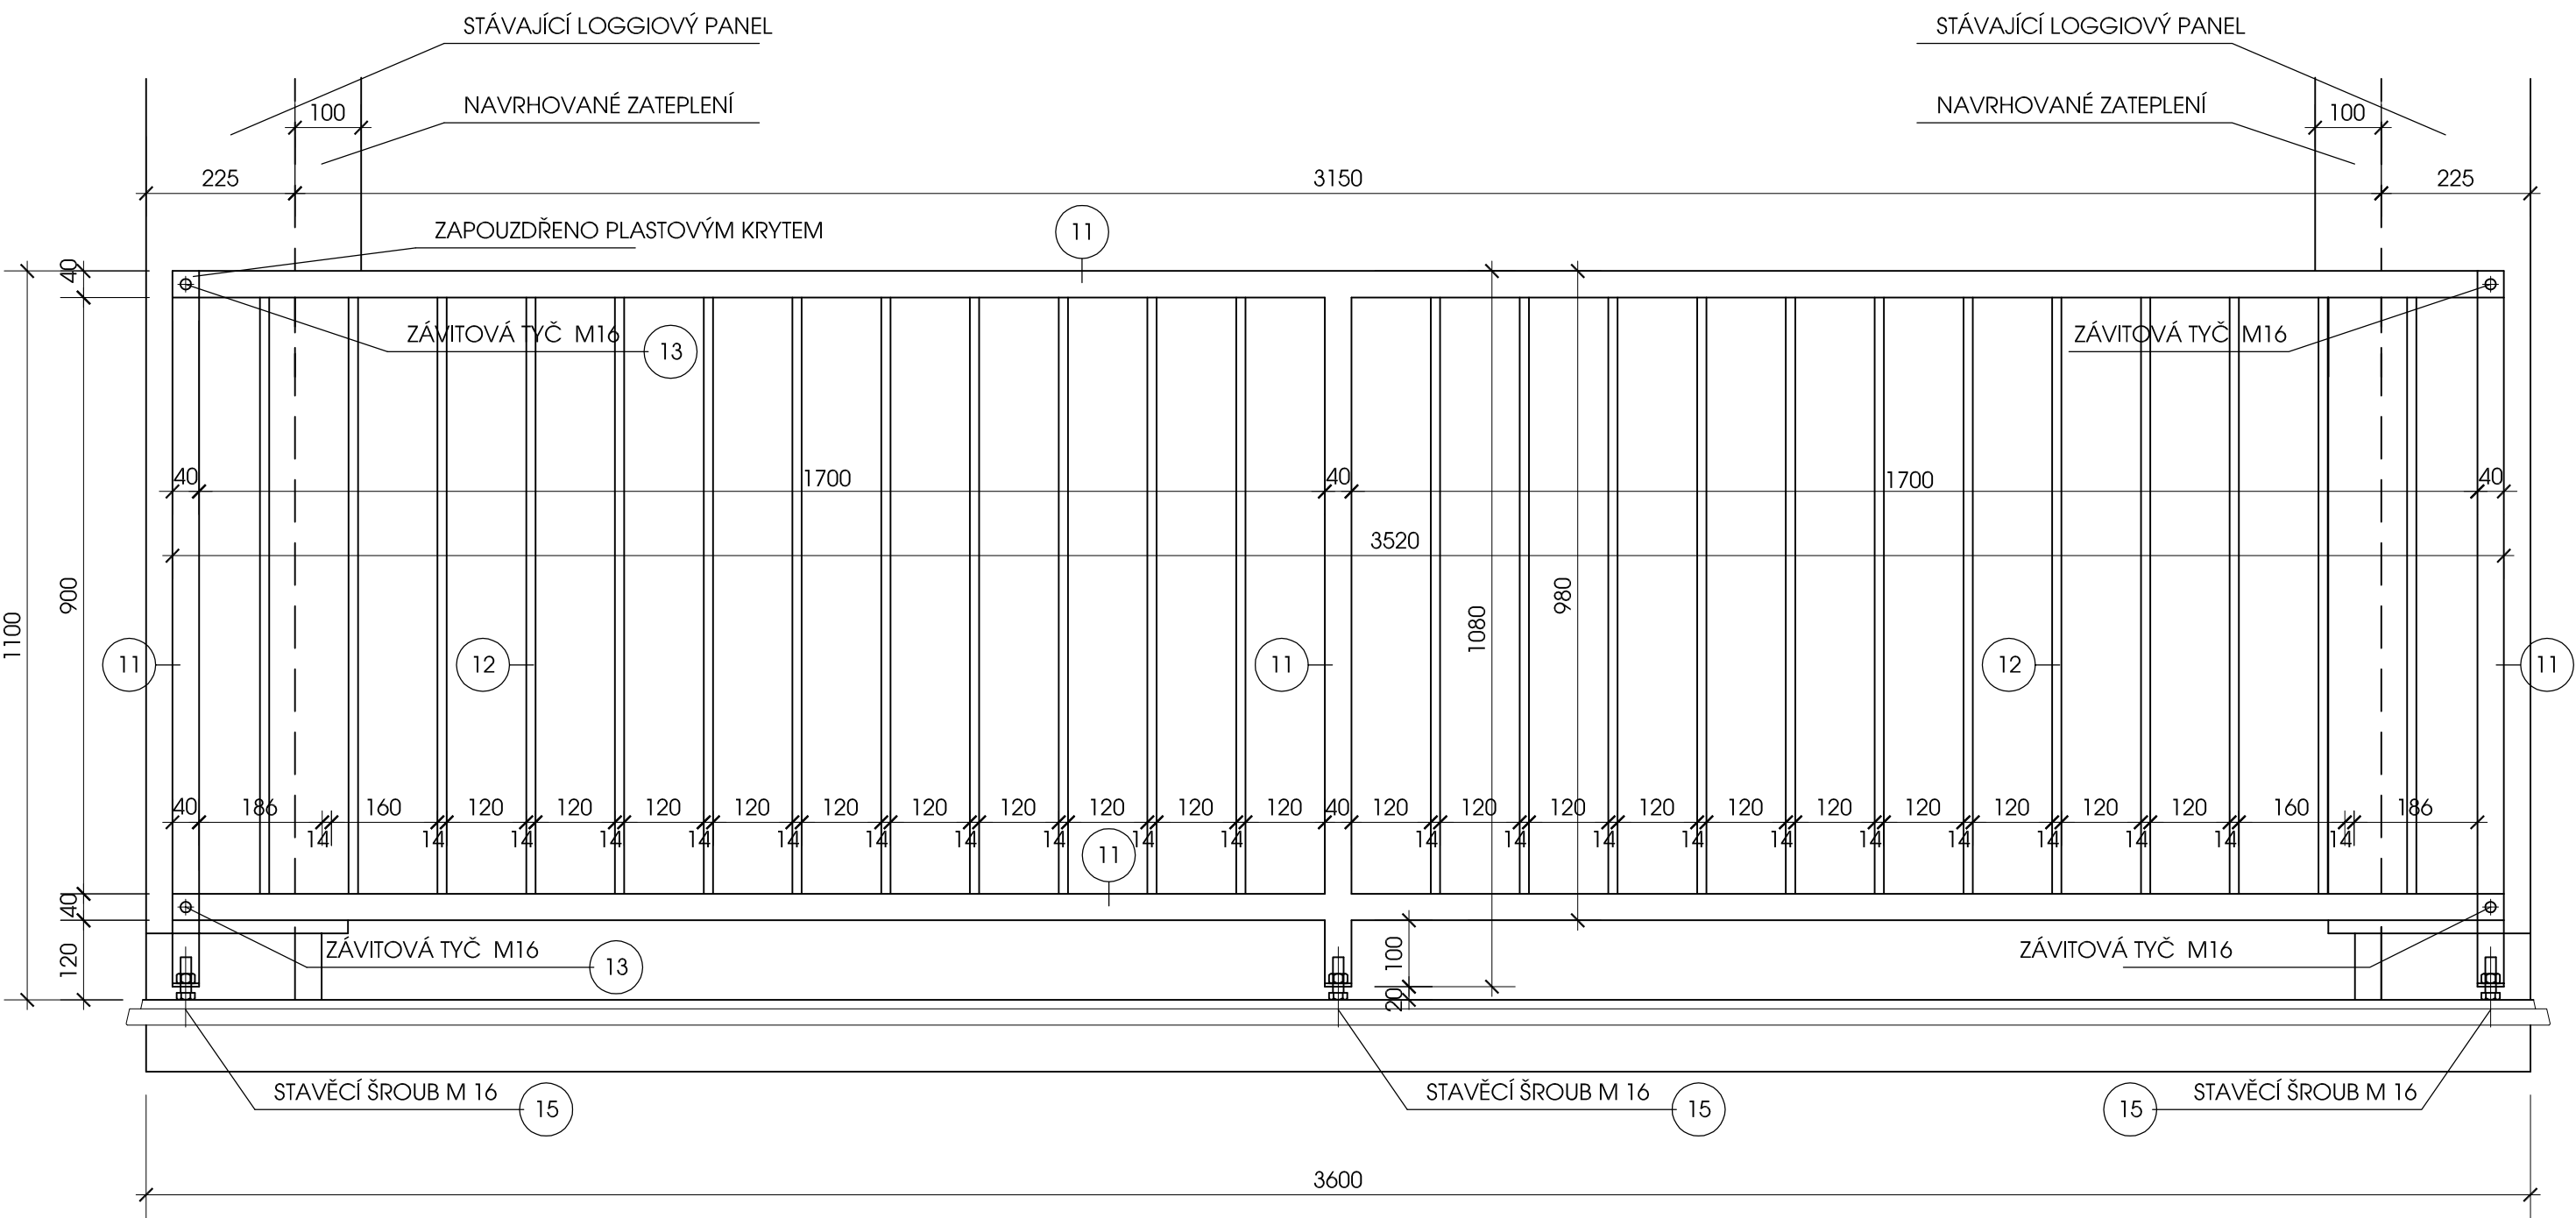 STÁVAJÍCÍ LOGGIOVÝ PANEL
STÁVAJÍCÍ LOGGIOVÝ PANEL
NAVRHOVANÉ ZATEPLENÍ
NAVRHOVANÉ ZATEPLENÍ
100
100
225
3150
225
ZAPOUZDŘENO PLASTOVÝM KRYTEM
11
40
ZÁVITOVÁ TYČ M16
13
ZÁVITOVÁ TYČ M16
40
1700
40
1700
40
3520
1100
900
1080
980
11
12
11
12
11
40 186 160 120 120 120 120 120 120 120 120 120 120 40 120 120 120 120 120 120 120 120 120 120 160 186
14 14 14 14 14 14 14 14 14 14 14 14 14 14 14 14 14 14 14 14 14 14
11
40
120
ZÁVITOVÁ TYČ M16
13
100
20
ZÁVITOVÁ TYČ M16
STAVĚCÍ ŠROUB M 16
15
STAVĚCÍ ŠROUB M 16
15
15
STAVĚCÍ ŠROUB M 16
3600